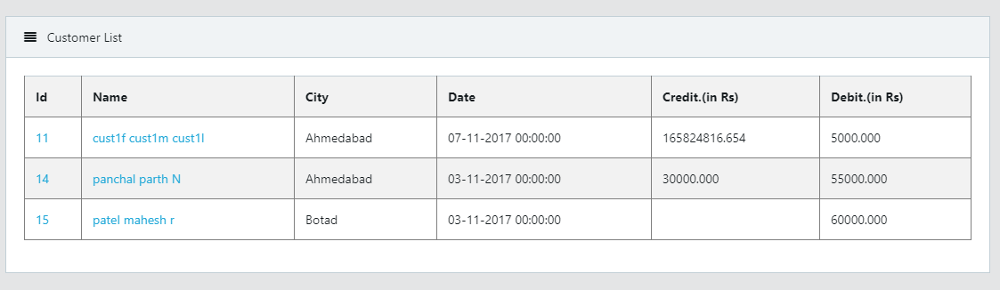 Customer List
Id Name City Date Credit.(in Rs) Debit.(in Rs)
11 cust1f cust1m cust1l Ahmedabad 07-11-2017 00:00:00 165824816.654 5000.000
14 panchal parth N Ahmedabad 03-11-2017 00:00:00 30000.000 55000.000
15 patel mahesh r Botad 03-11-2017 00:00:00 60000.000